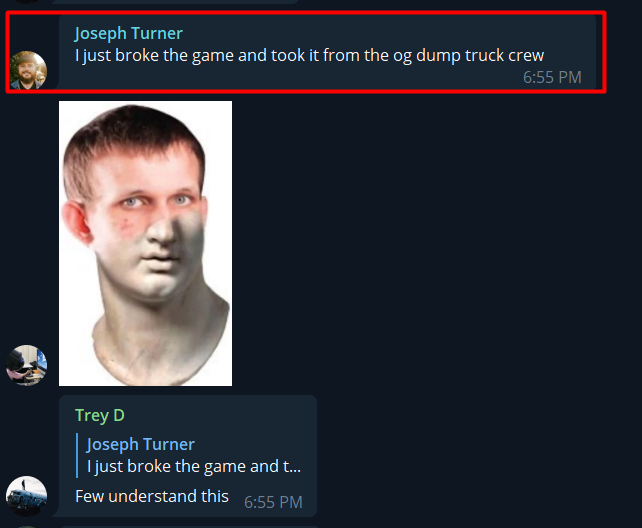 Joseph Turner
I just broke the game and took it from the og dump truck crew
6:55 PM
Trey D
Joseph Turner
I just broke the game and t...
Few understand this
6:55 PM